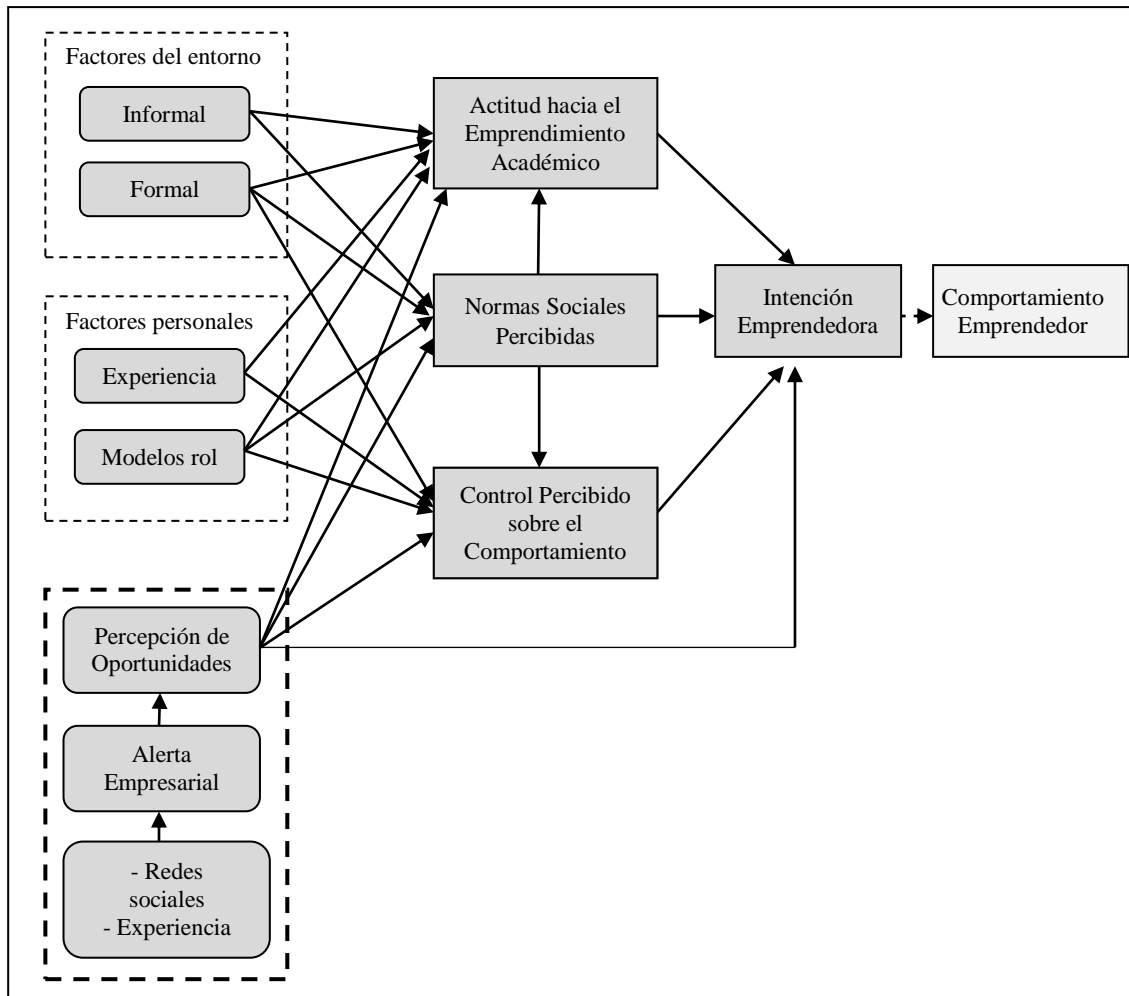 Factores del entorno
Informal
Formal
Factores personales
Experiencia
Modelos rol
Percepción de
Oportunidades
Alerta
Empresarial
- Redes
sociales
- Experiencia
Actitud hacia el
Emprendimiento
Académico
Normas Sociales
Percibidas
Control Percibido
sobre el
Comportamiento
Intención
Emprendedora
Comportamiento
Emprendedor